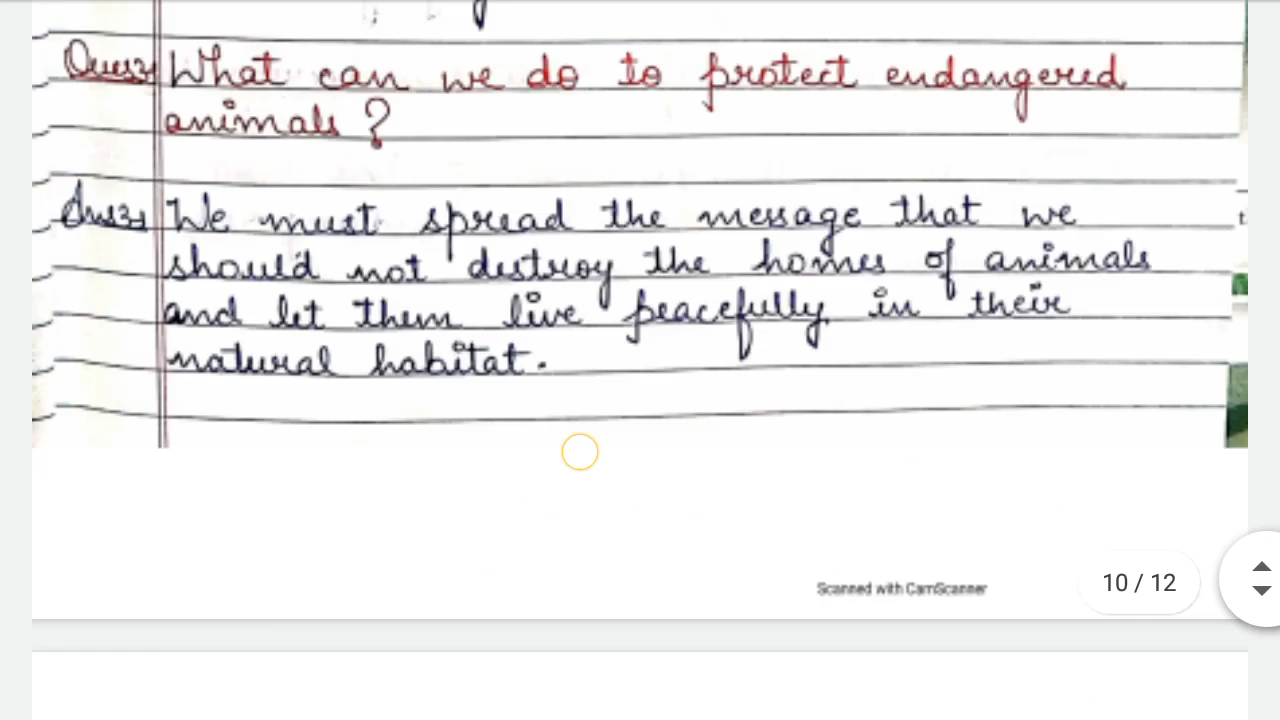 Ques3. What can we do to protect endangered
animals ?
Ans3. We must spread the message that we
should not destroy the homes of animals
and let them live peacefully in their
natural habitat.
Scanned with CamScanner
10 / 12